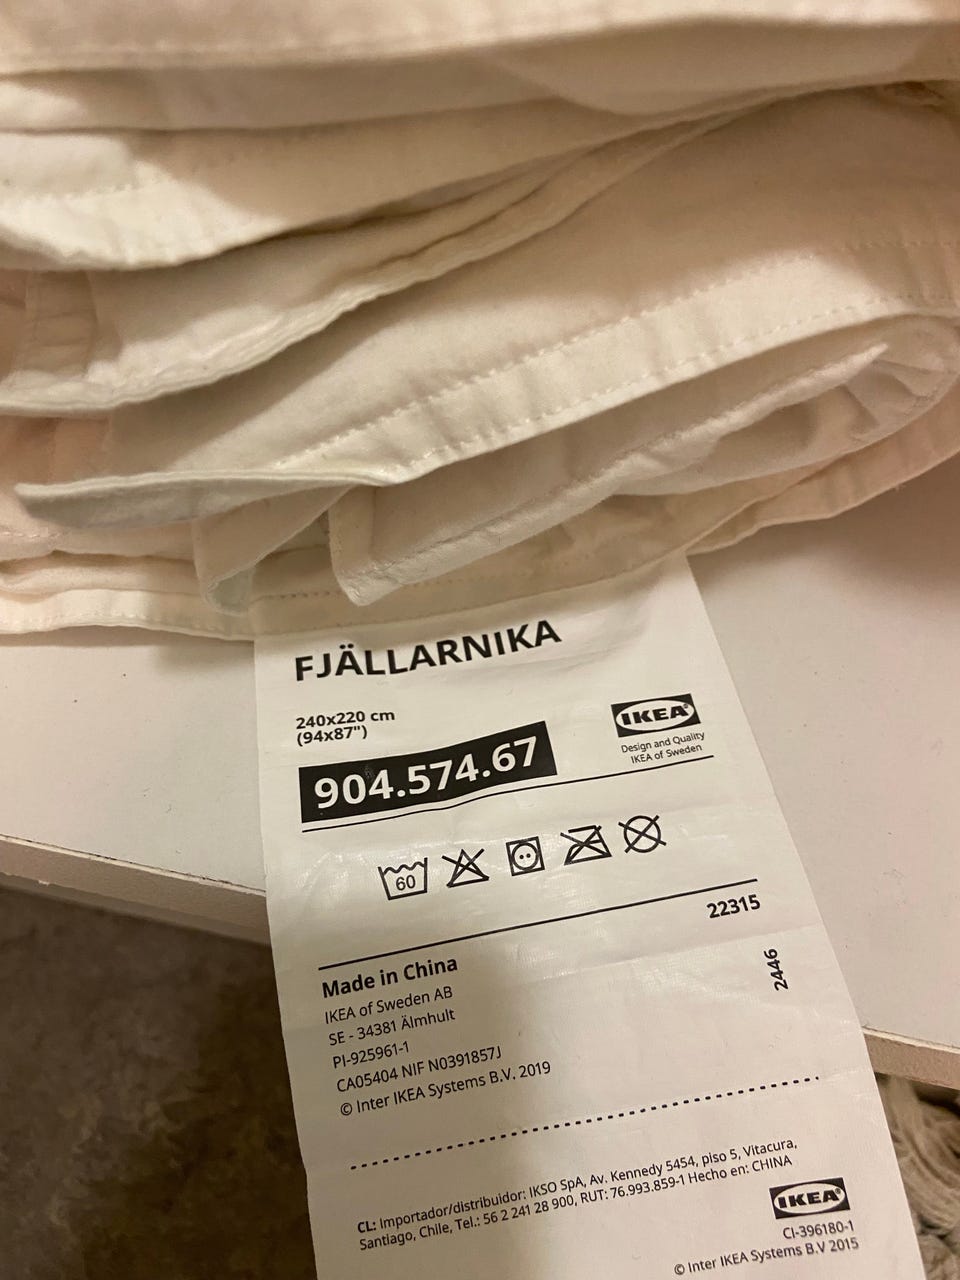 FJÄLLARNIKA
240x220 cm
(94x87")
904.574.67
IKEA®
Design and Quality
IKEA of Sweden
60
22315
2446
Made in China
IKEA of Sweden AB
SE - 34381 Älmhult
PI-925961-1
CA05404 NIF N0391857J
© Inter IKEA Systems B.V. 2019
CL: Importador/distribuidor: IKSO SpA, Av. Kennedy 5454, piso 5, Vitacura,
Santiago, Chile, Tel.: 56 2 241 28 900, RUT: 76.993.859-1 Hecho en: CHINA
IKEA®
CI-396180-1
© Inter IKEA Systems B.V 2015